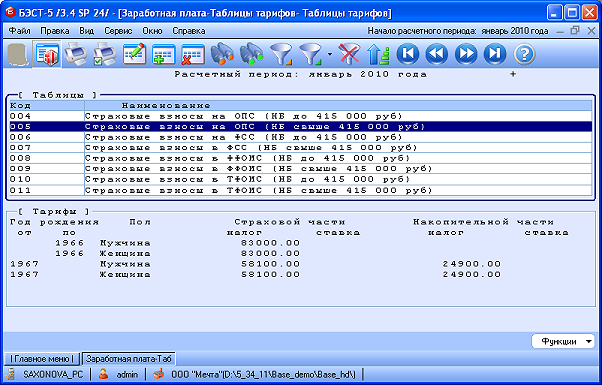 БЭСТ-5 /3.4 SP 24/ - [Заработная плата-Таблицы тарифов- Таблицы тарифов]
Файл Правка Вид Сервис Окно Справка Начало расчетного периода: январь 2010 года
Расчетный период: январь 2010 года +
[ Таблицы ]
Код Наименование
004 Страховые взносы на ОПС (НБ до 415 000 руб)
005 Страховые взносы на ОПС (НБ свыше 415 000 руб)
006 Страховые взносы на ФСС (НБ до 415 000 руб)
007 Страховые взносы в ФСС (НБ свыше 415 000 руб)
008 Страховые взносы в ФФОМС (НБ до 415 000 руб)
009 Страховые взносы в ФФОМС (НБ свыше 415 000 руб)
010 Страховые взносы в ТФОМС (НБ до 415 000 руб)
011 Страховые взносы в ТФОМС (НБ свыше 415 000 руб)
[ Тарифы ]
Год рождения Пол Страховой части Накопительной части
от по налог ставка налог ставка
1966 Мужчина 83000.00
1966 Женщина 83000.00
1967 Мужчина 58100.00 24900.00
1967 Женщина 58100.00 24900.00
Функции
| Главное меню | Заработная плата-Таб
SAXONOVA_PC admin ООО "Мечта"(D:\5_34_11\Base_demo\Base_hd\)